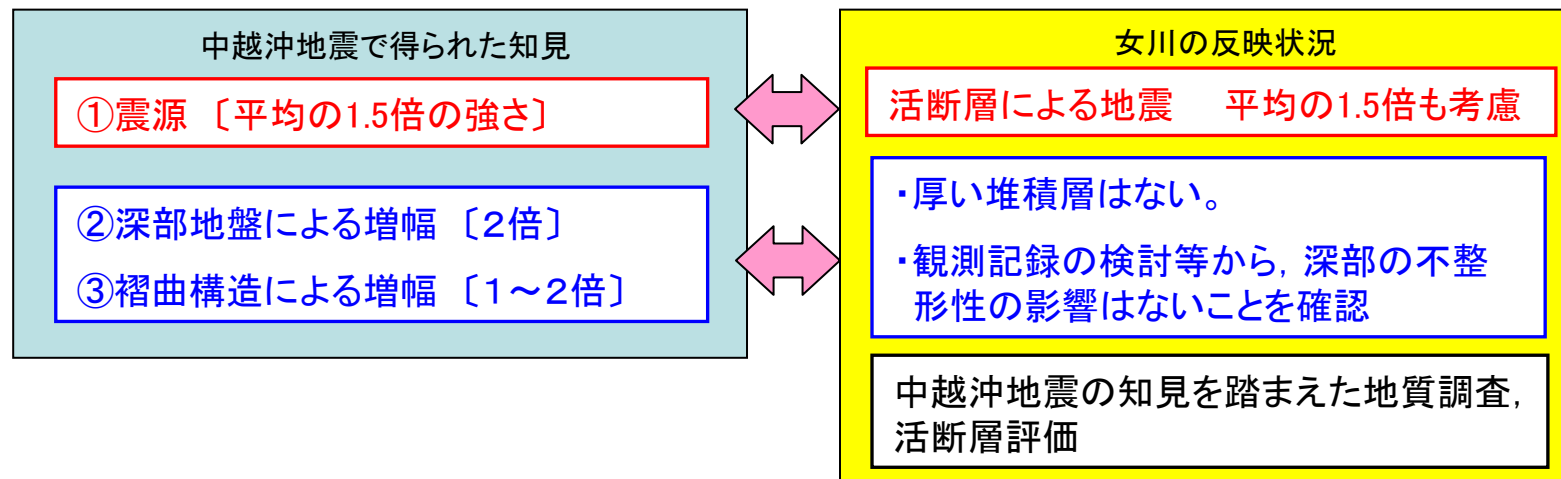 中越沖地震で得られた知見
①震源 〔平均の1.5倍の強さ〕
②深部地盤による増幅 〔2倍〕
③褶曲構造による増幅 〔1～2倍〕
女川の反映状況
活断層による地震 平均の1.5倍も考慮
・厚い堆積層はない。
・観測記録の検討等から，深部の不整
形性の影響はないことを確認
中越沖地震の知見を踏まえた地質調査，
活断層評価